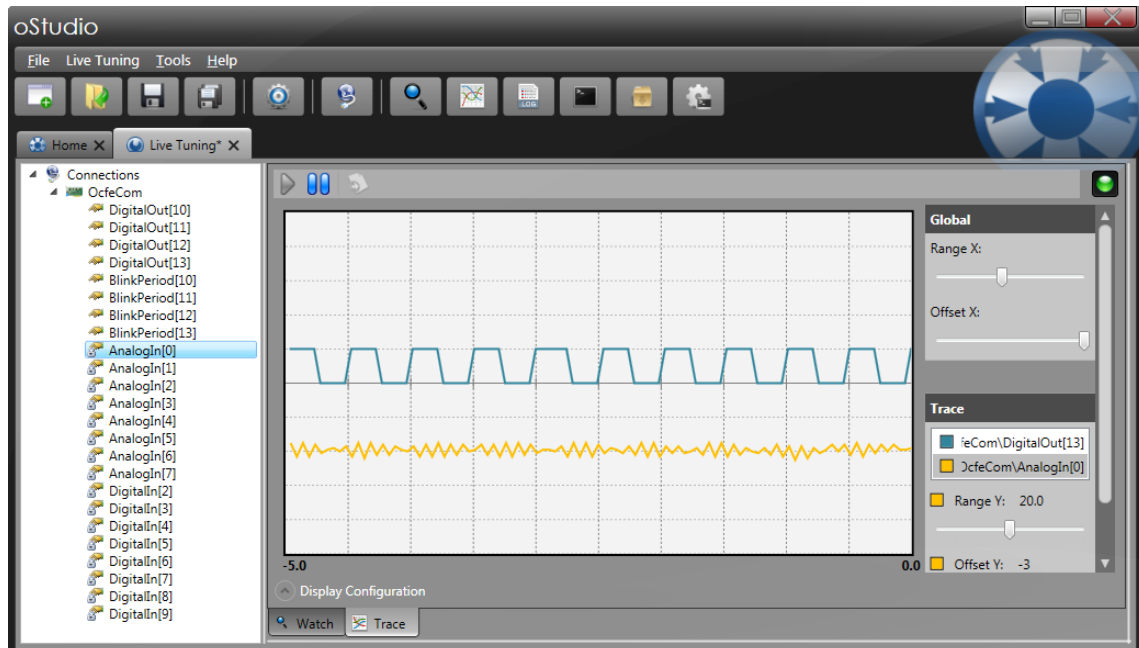 oStudio
File Live Tuning Tools Help
LOG
Home X Live Tuning* X
Connections
OcfeCom
DigitalOut[10]
DigitalOut[11]
DigitalOut[12]
DigitalOut[13]
BlinkPeriod[10]
BlinkPeriod[11]
BlinkPeriod[12]
BlinkPeriod[13]
AnalogIn[0]
AnalogIn[1]
AnalogIn[2]
AnalogIn[3]
AnalogIn[4]
AnalogIn[5]
AnalogIn[6]
AnalogIn[7]
DigitalIn[2]
DigitalIn[3]
DigitalIn[4]
DigitalIn[5]
DigitalIn[6]
DigitalIn[7]
DigitalIn[8]
DigitalIn[9]
-5.0 0.0
Display Configuration
Watch Trace
Global
Range X:
Offset X:
Trace
eCom\DigitalOut[13]
OcfeCom\AnalogIn[0]
Range Y: 20.0
Offset Y: -3